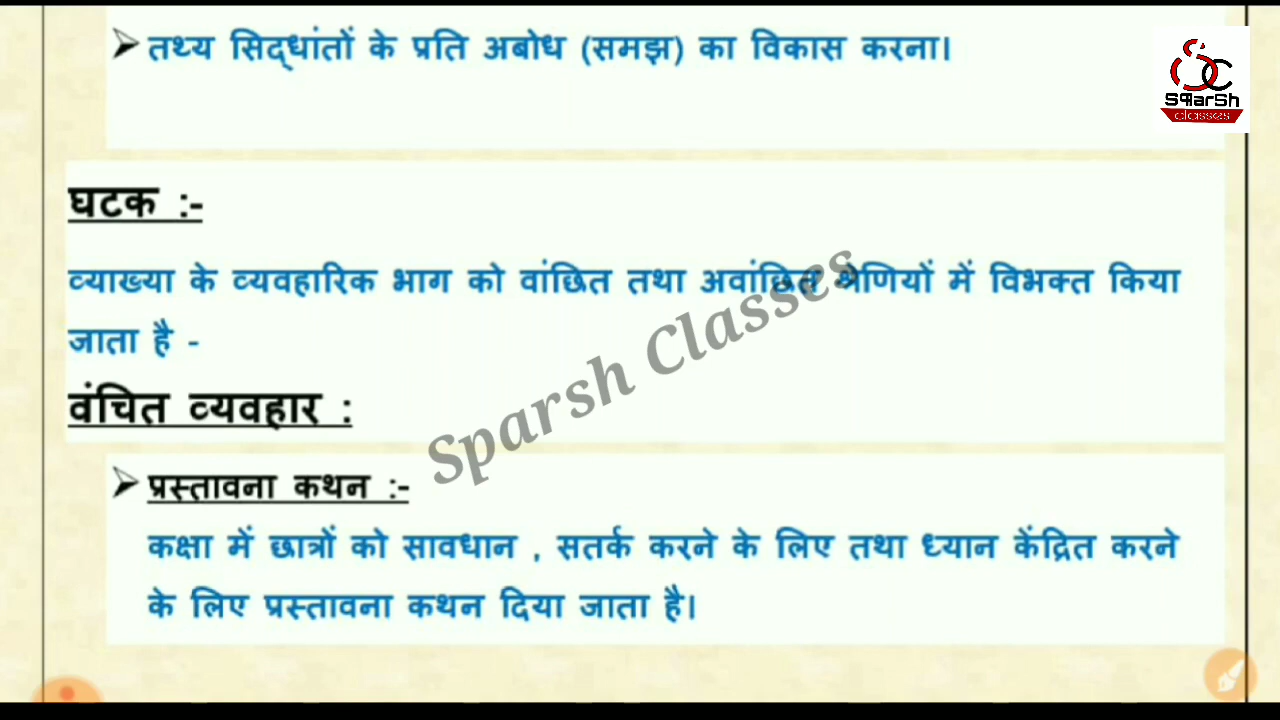 ➢ तथ्य सिद्धांतों के प्रति अबोध (समझ) का विकास करना।
SपarSh
classes
घटक :-
व्याख्या के व्यवहारिक भाग को वांछित तथा अवांछित श्रेणियों में विभक्त किया
जाता है -
वंचित व्यवहार :
Sparsh Classes
➢ प्रस्तावना कथन :-
कक्षा में छात्रों को सावधान , सतर्क करने के लिए तथा ध्यान केंद्रित करने
के लिए प्रस्तावना कथन दिया जाता है।